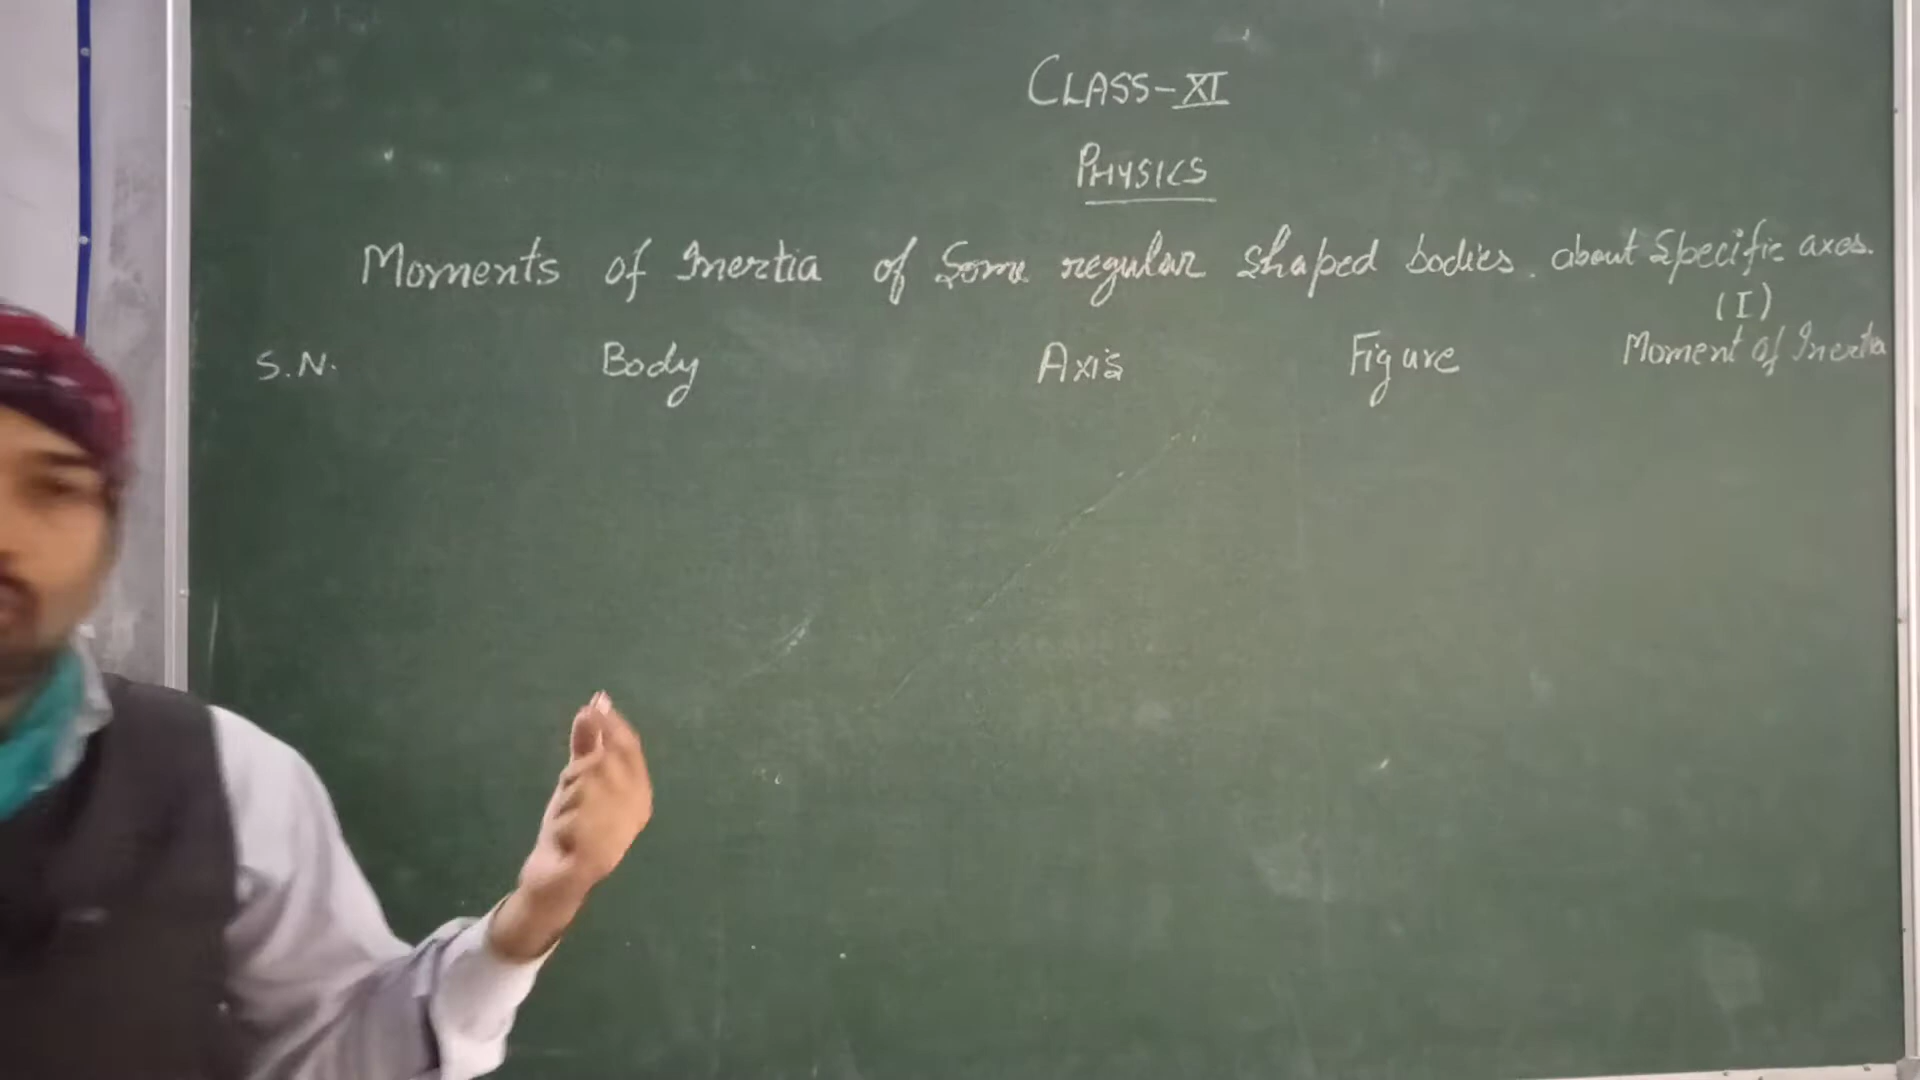 CLASS-XI
PHYSICS
Moments of Inertia of Some regular shaped bodies. about Specific axes.
(I)
S.N. Body Axis Figure Moment of Inertia